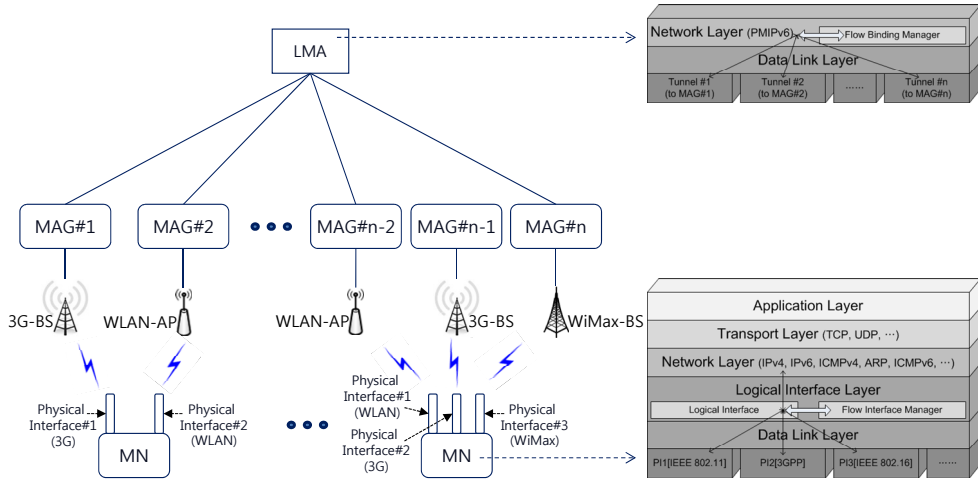 LMA
Network Layer (PMIPv6)
Flow Binding Manager
Data Link Layer
Tunnel #1
(to MAG#1)
Tunnel #2
(to MAG#2)
......
Tunnel #n
(to MAG#n)
MAG#1
MAG#2
MAG#n-2
MAG#n-1
MAG#n
3G-BS
WLAN-AP
WLAN-AP
3G-BS
WiMax-BS
Physical
Interface#1
(3G)
Physical
Interface#2
(WLAN)
MN
Physical
Interface#1
(WLAN)
Physical
Interface#2
(3G)
Physical
Interface#3
(WiMax)
MN
Application Layer
Transport Layer (TCP, UDP, ...)
Network Layer (IPv4, IPv6, ICMPv4, ARP, ICMPv6, ...)
Logical Interface Layer
Logical Interface
Flow Interface Manager
Data Link Layer
PI1[IEEE 802.11]
PI2[3GPP]
PI3[IEEE 802.16]
......